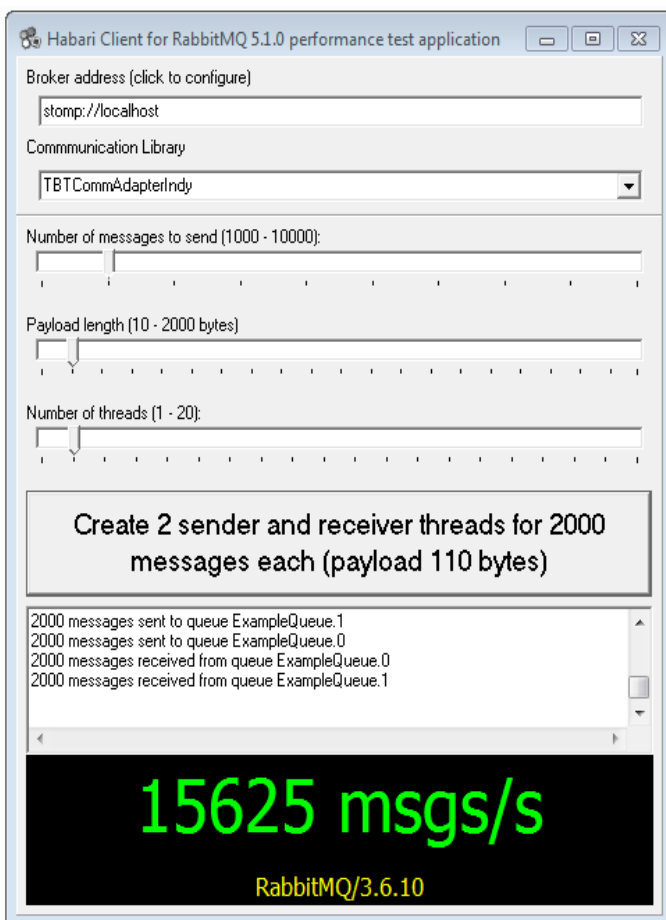 Habari Client for RabbitMQ 5.1.0 performance test application
Broker address (click to configure)
stomp://localhost
Commmunication Library
TBTCommAdapterIndy
Number of messages to send (1000 - 10000):
Payload length (10 - 2000 bytes)
Number of threads (1 - 20):
Create 2 sender and receiver threads for 2000
messages each (payload 110 bytes)
2000 messages sent to queue ExampleQueue.1
2000 messages sent to queue ExampleQueue.0
2000 messages received from queue ExampleQueue.0
2000 messages received from queue ExampleQueue.1
15625 msgs/s
RabbitMQ/3.6.10